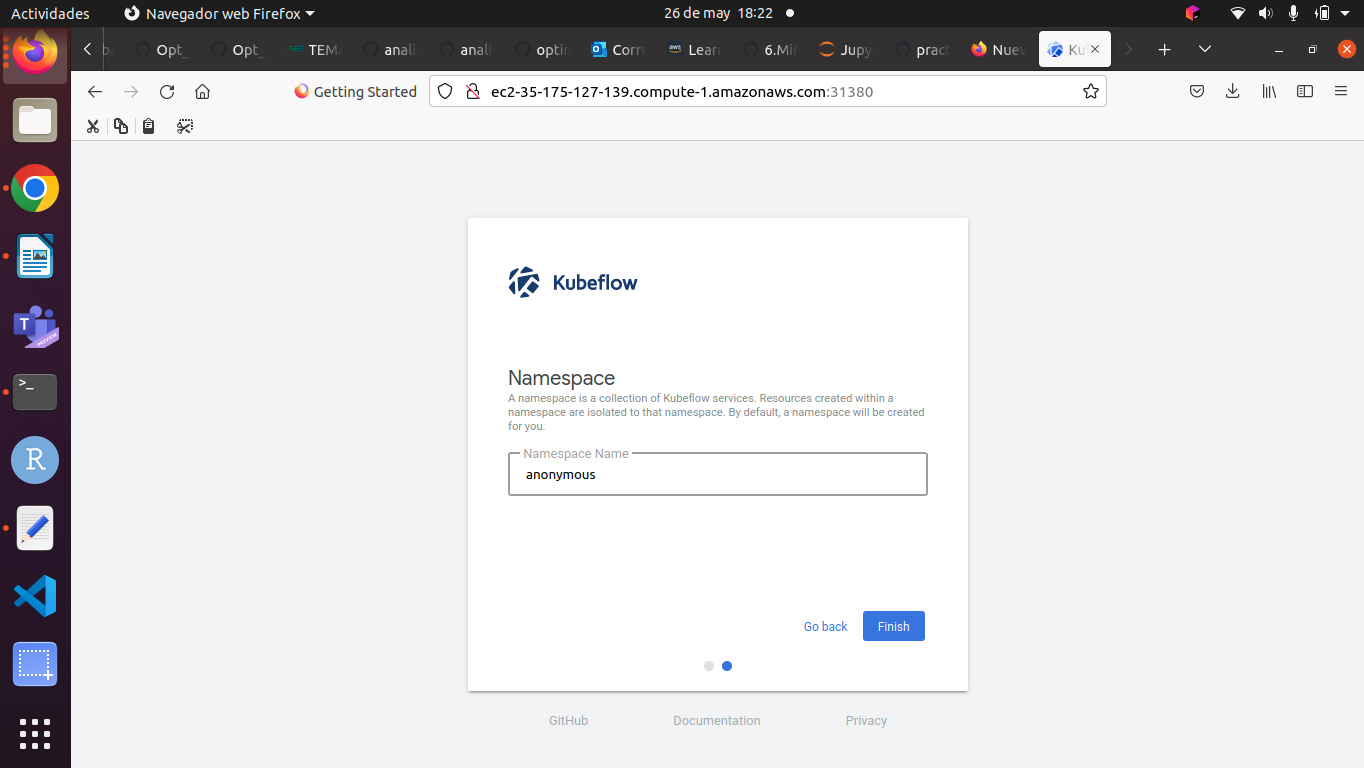 Actividades
Navegador web Firefox
26 de may 18:22
Opt_
Opt_
TEMA
anali
anali
optir
Corre
Learn
6.Min
Jupy
pract
Nuev
Ku
Getting Started
ec2-35-175-127-139.compute-1.amazonaws.com:31380
Kubeflow
Namespace
A namespace is a collection of Kubeflow services. Resources created within a
namespace are isolated to that namespace. By default, a namespace will be created
for you.
Namespace Name
anonymous
Go back
Finish
GitHub
Documentation
Privacy